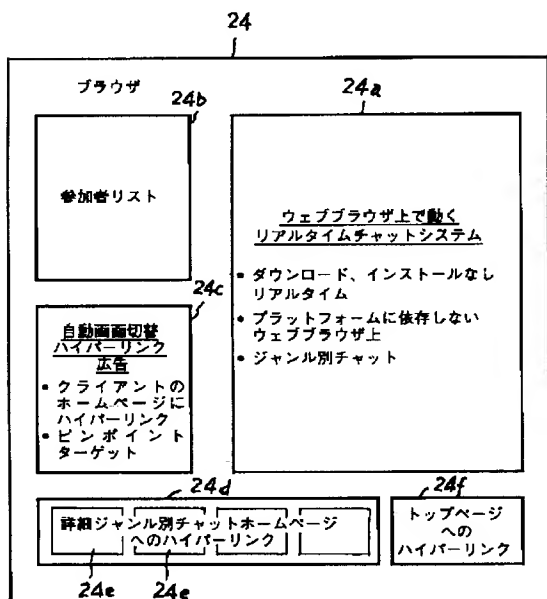 24
ブラウザ
24b
24a
参加者リスト
ウェブブラウザ上で動く
リアルタイムチャットシステム
• ダウンロード、インストールなし
リアルタイム
• プラットフォームに依存しない
ウェブブラウザ上
• ジャンル別チャット
24c
自動画面切替
ハイパーリンク
広告
• クライアントの
ホームページに
ハイパーリンク
• ピンポイント
ターゲット
24d
詳細ジャンル別チャットホームページ
へのハイパーリンク
24e
24e
24f
トップページ
への
ハイパーリンク